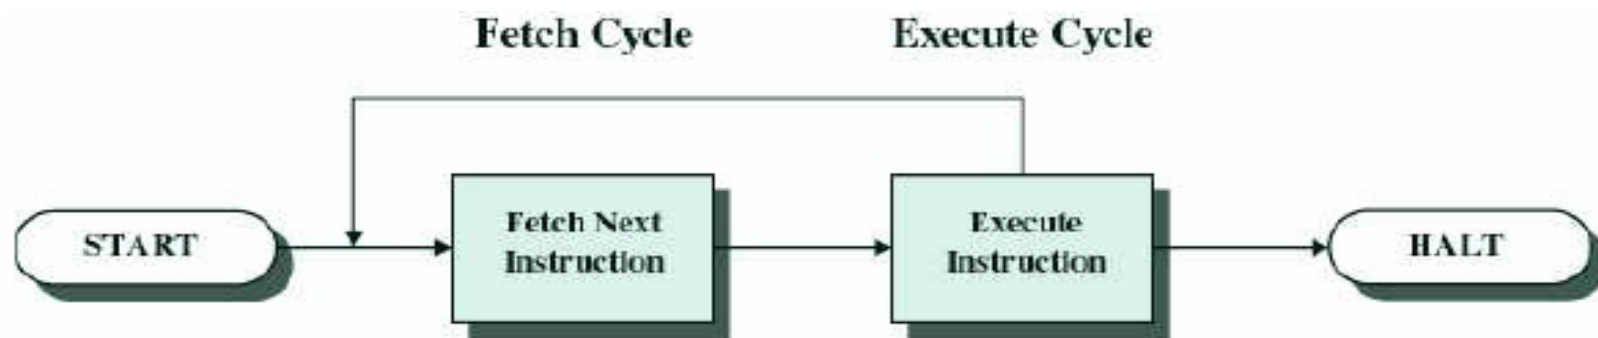 Fetch Cycle
Execute Cycle
START
Fetch Next
Instruction
Execute
Instruction
HALT